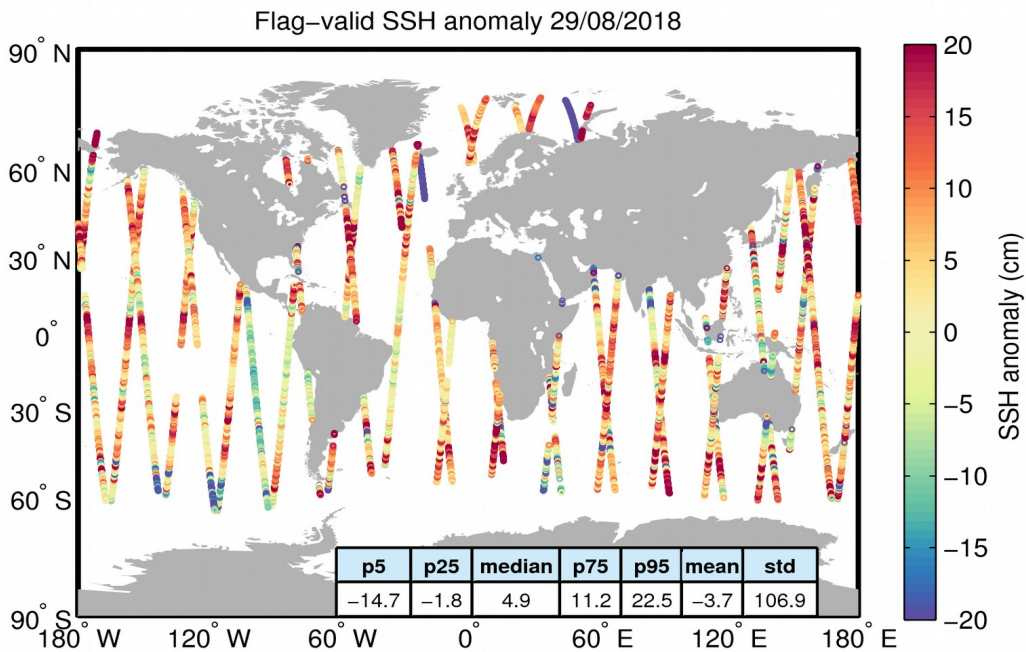 Flag−valid SSH anomaly 29/08/2018
90° N
60° N
30° N
0°
30° S
60° S
90° S
180° W
120° W
60° W
0°
60° E
120° E
180° E
p5 p25 median p75 p95 mean std
−14.7 −1.8 4.9 11.2 22.5 −3.7 106.9
20
15
10
5
0
−5
−10
−15
−20
SSH anomaly (cm)